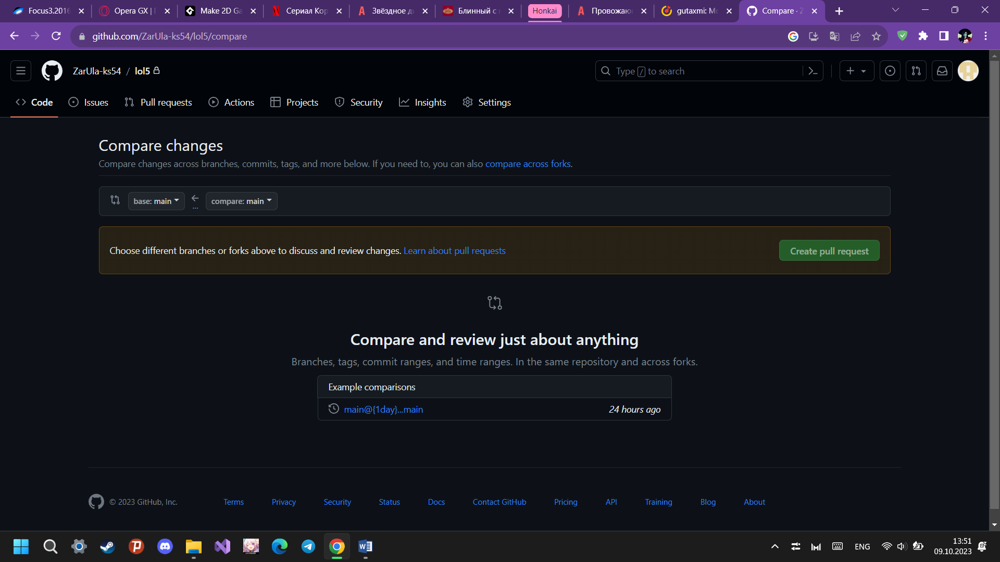 Focus3.2016
Opera GX |
Make 2D Ga
Сериал Кор
Звёздное д
Блинный с
Honkai
Провожаю
gutaxmi: Mo
Compare · Z
github.com/ZarUla-ks54/lol5/compare
ZarUla-ks54 / lol5
Type / to search
Code
Issues
Pull requests
Actions
Projects
Security
Insights
Settings
Compare changes
Compare changes across branches, commits, tags, and more below. If you need to, you can also compare across forks.
base: main
...
compare: main
Choose different branches or forks above to discuss and review changes. Learn about pull requests
Create pull request
Compare and review just about anything
Branches, tags, commit ranges, and time ranges. In the same repository and across forks.
Example comparisons
main@{1day}...main
24 hours ago
© 2023 GitHub, Inc.
Terms
Privacy
Security
Status
Docs
Contact GitHub
Pricing
API
Training
Blog
About
ENG
13:51
09.10.2023